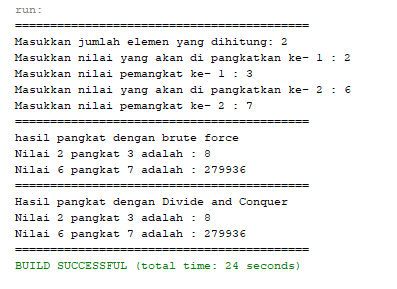 run:
==========================================
Masukkan jumlah elemen yang dihitung: 2
Masukkan nilai yang akan di pangkatkan ke- 1 : 2
Masukkan nilai pemangkat ke- 1 : 3
Masukkan nilai yang akan di pangkatkan ke- 2 : 6
Masukkan nilai pemangkat ke- 2 : 7
==========================================
hasil pangkat dengan brute force
Nilai 2 pangkat 3 adalah : 8
Nilai 6 pangkat 7 adalah : 279936
==========================================
Hasil pangkat dengan Divide and Conquer
Nilai 2 pangkat 3 adalah : 8
Nilai 6 pangkat 7 adalah : 279936
==========================================
BUILD SUCCESSFUL (total time: 24 seconds)